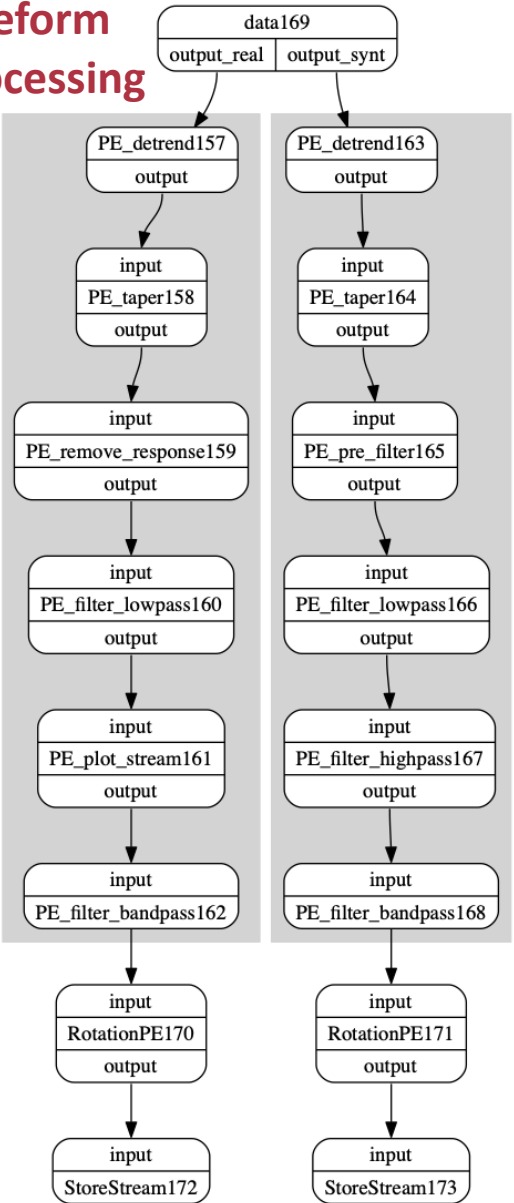 eform
ocessing
data169
output_real output_synt
PE_detrend157
output
input
PE_taper158
output
input
PE_remove_response159
output
input
PE_filter_lowpass160
output
input
PE_plot_stream161
output
input
PE_filter_bandpass162
input
RotationPE170
output
input
StoreStream172
PE_detrend163
output
input
PE_taper164
output
input
PE_pre_filter165
output
input
PE_filter_lowpass166
output
input
PE_filter_highpass167
output
input
PE_filter_bandpass168
input
RotationPE171
output
input
StoreStream173